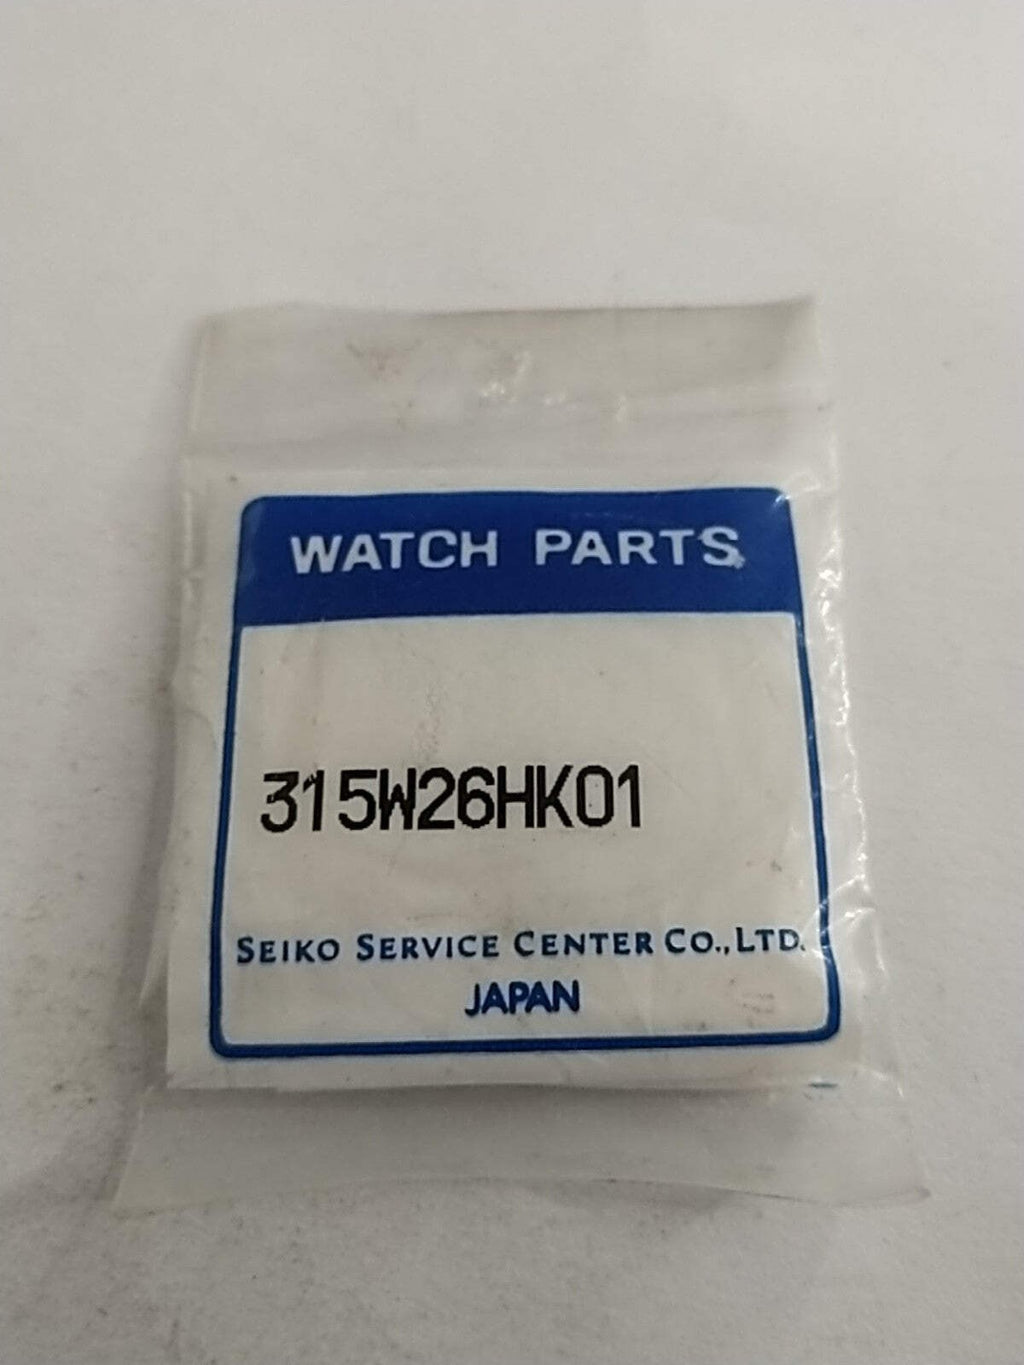 WATCH PARTS
315W26HK01
SEIKO SERVICE CENTER CO., LTD.
JAPAN